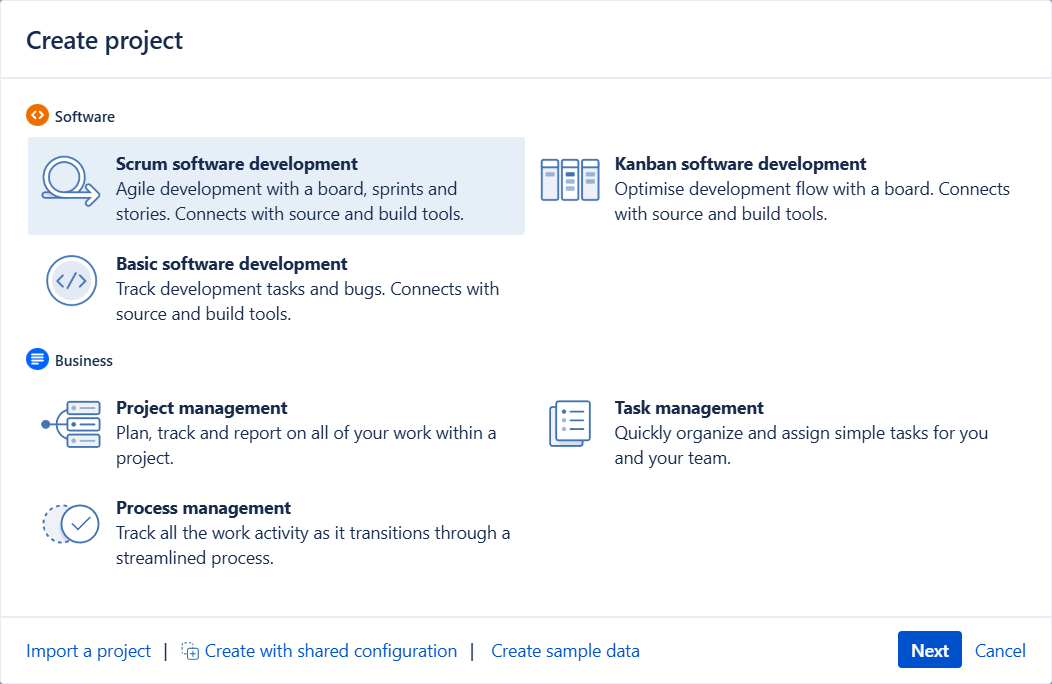 Create project
Software
Scrum software development
Agile development with a board, sprints and
stories. Connects with source and build tools.
Kanban software development
Optimise development flow with a board. Connects
with source and build tools.
Basic software development
Track development tasks and bugs. Connects with
source and build tools.
Business
Project management
Plan, track and report on all of your work within a
project.
Task management
Quickly organize and assign simple tasks for you
and your team.
Process management
Track all the work activity as it transitions through a
streamlined process.
Import a project | Create with shared configuration | Create sample data
Next Cancel